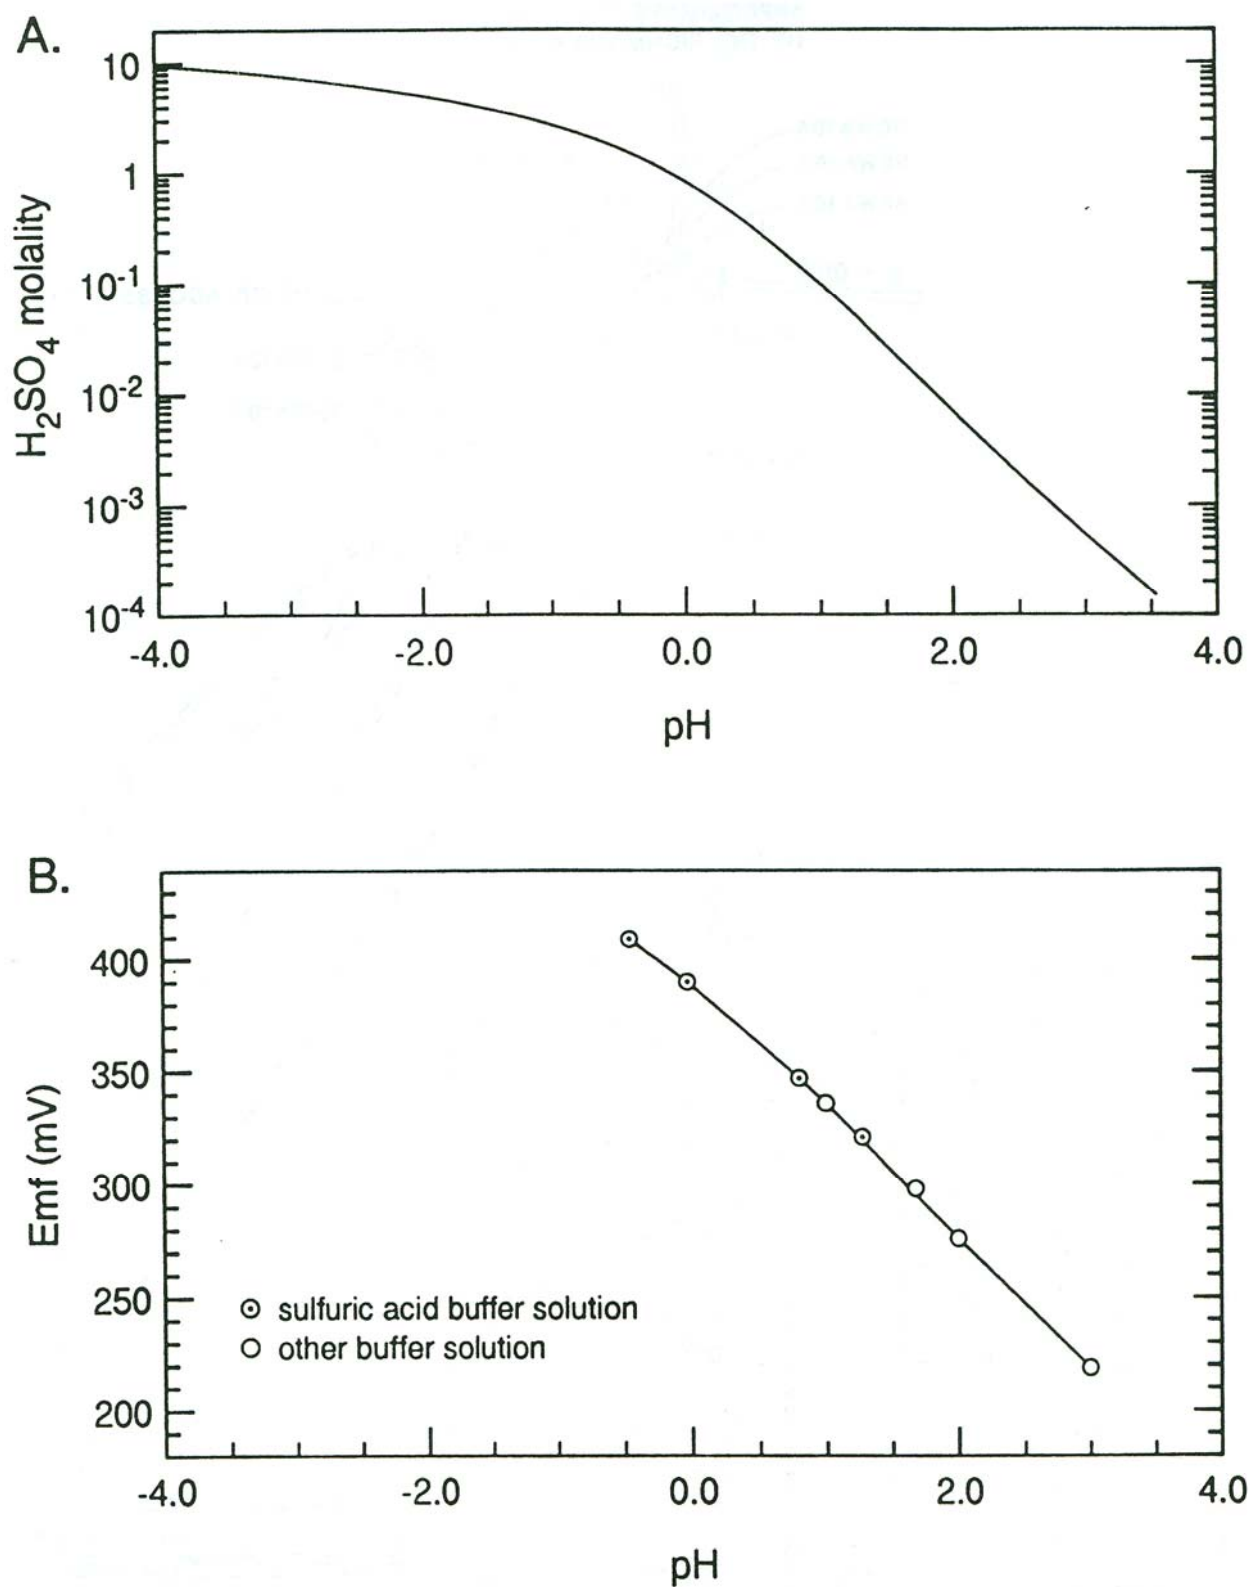 A.
10
1
10-1
10-2
10-3
10-4
H2SO4 molality
-4.0 -2.0 0.0 2.0 4.0
pH
B.
400
350
300
250
200
Emf (mV)
sulfuric acid buffer solution
other buffer solution
-4.0 -2.0 0.0 2.0 4.0
pH